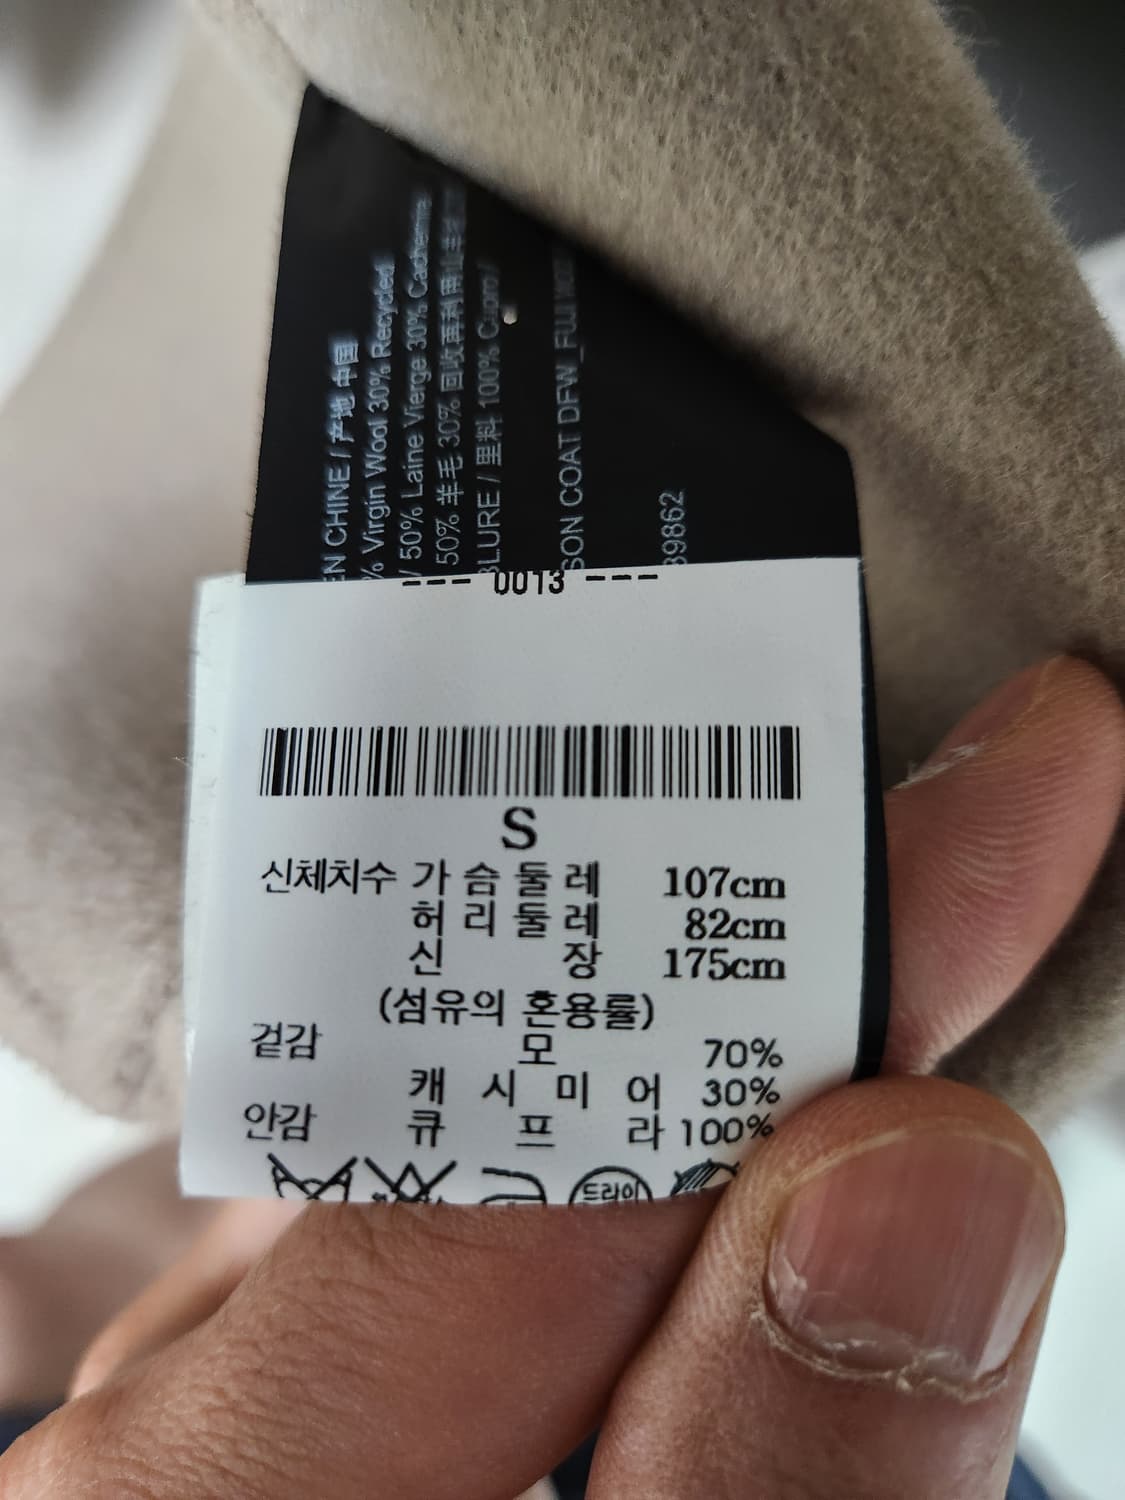 EN CHINE / 产地 中国
% Virgin Wool 30% Recycled
/ 50% Laine Vierge 30% Cachemire
50% 羊毛 30% 回收再利用
BLURE / 里料 100% Cupro/
SON COAT DFW_FUJI
39862
--- 0013 ---
S
신체치수 가슴둘레 107cm
허리둘레 82cm
신장 175cm
(섬유의 혼용률)
겉감 모 70%
캐시미어 30%
안감 큐프라 100%
드라이